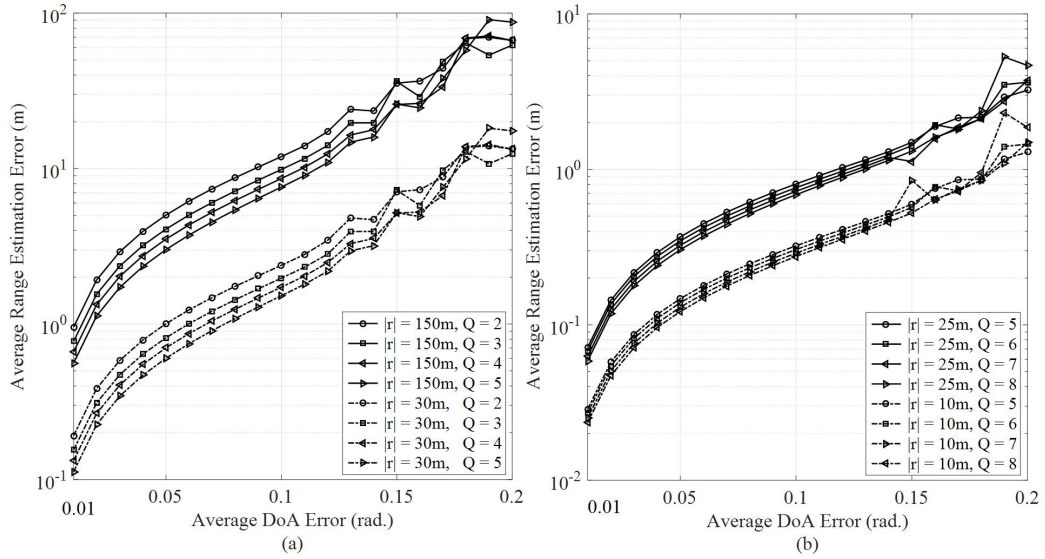 10^2
10^1
10^0
10^-1
Average Range Estimation Error (m)
0.01
0.05
0.10
0.15
0.2
Average DoA Error (rad.)
(a)
|r| = 150m, Q = 2
|r| = 150m, Q = 3
|r| = 150m, Q = 4
|r| = 150m, Q = 5
|r| = 30m, Q = 2
|r| = 30m, Q = 3
|r| = 30m, Q = 4
|r| = 30m, Q = 5
10^1
10^0
10^-1
10^-2
Average Range Estimation Error (m)
0.01
0.05
0.1
0.15
0.2
Average DoA Error (rad.)
(b)
|r| = 25m, Q = 5
|r| = 25m, Q = 6
|r| = 25m, Q = 7
|r| = 25m, Q = 8
|r| = 10m, Q = 5
|r| = 10m, Q = 6
|r| = 10m, Q = 7
|r| = 10m, Q = 8